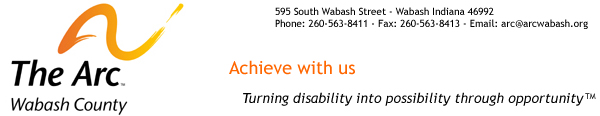 595 South Wabash Street - Wabash Indiana 46992
Phone: 260-563-8411 - Fax: 260-563-8413 - Email: arc@arcwabash.org
The Arc™
Wabash County
Achieve with us
Turning disability into possibility through opportunity™